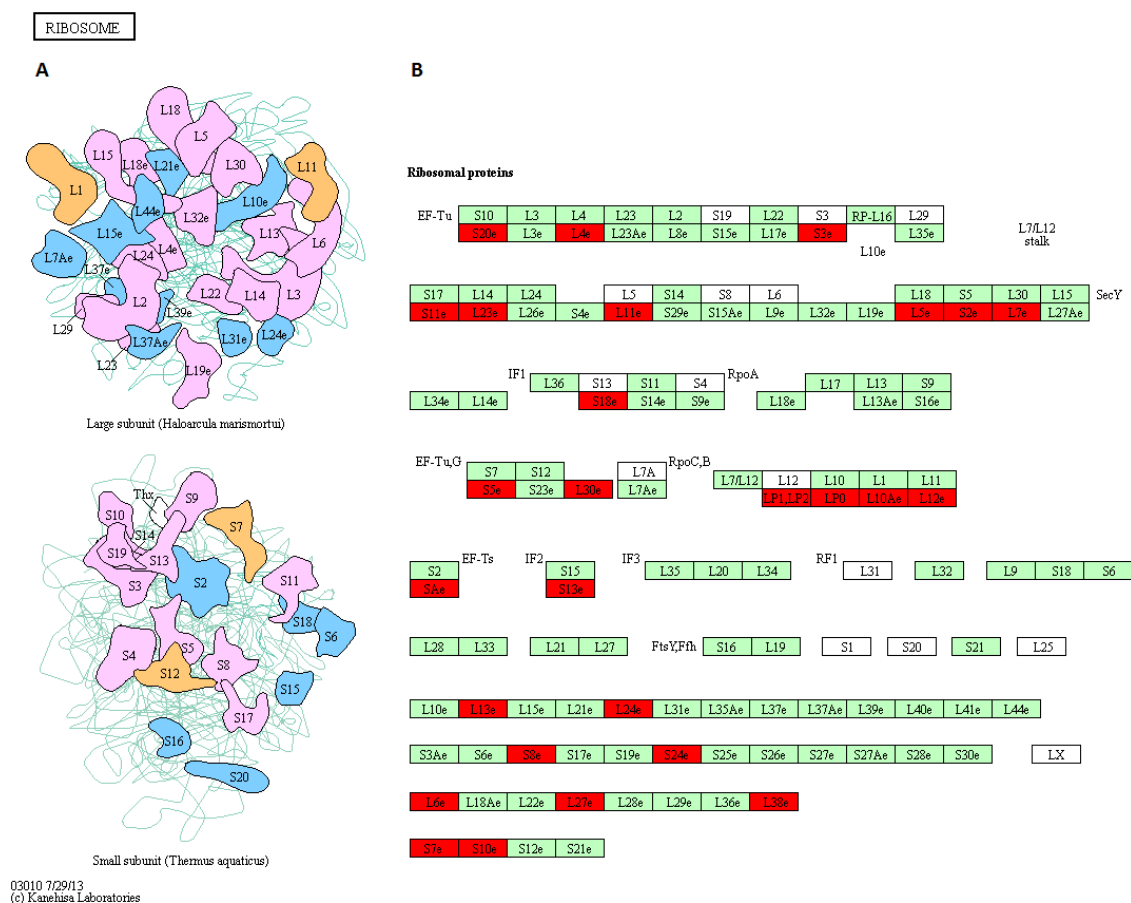 RIBOSOME
A
B
L18
L5
L15
L18e
L21e
L30
L11
L1
L44e
L10e
L32e
L15e
L13
L6
L4e
L24
L7Ae
L37e
L22
L14
L3
L2
L39e
L29
L37Ae
L31e
L24e
L23
L19e
Large subunit (Haloarcula marismortui)
Thx
S9
S10
S14
S7
S19
S13
S3
S2
S11
S18
S6
S4
S5
S8
S12
S15
S17
S16
S20
Small subunit (Thermus aquaticus)
03010 7/29/13
(c) Kanehisa Laboratories
Ribosomal proteins
EF-Tu S10 L3 L4 L23 L2 S19 L22 S3 RP-L16 L29
S20e L3e L4e L23Ae L8e S15e L17e S3e L35e
L10e
L7/L12
stalk
S17 L14 L24 L5 S14 S8 L6 L18 S5 L30 L15 SecY
S11e L23e L26e S4e L11e S29e S15Ae L9e L32e L19e L5e S2e L7e L27Ae
IF1 L36 S13 S11 S4 RpoA L17 L13 S9
L34e L14e S18e S14e S9e L18e L13Ae S16e
EF-Tu,G S7 S12 L7A RpoC,B L7/L12 L12 L10 L1 L11
S5e S23e L30e L7Ae LP1,LP2 LP0 L10Ae L12e
S2 EF-Ts IF2 S15 IF3 L35 L20 L34 RF1 L31 L32 L9 S18 S6
SAe S13e
L28 L33 L21 L27 FtsY,Ffh S16 L19 S1 S20 S21 L25
L10e L13e L15e L21e L24e L31e L35Ae L37e L37Ae L39e L40e L41e L44e
S3Ae S6e S8e S17e S19e S24e S25e S26e S27e S27Ae S28e S30e LX
L6e L18Ae L22e L27e L28e L29e L36e L38e
S7e S10e S12e S21e